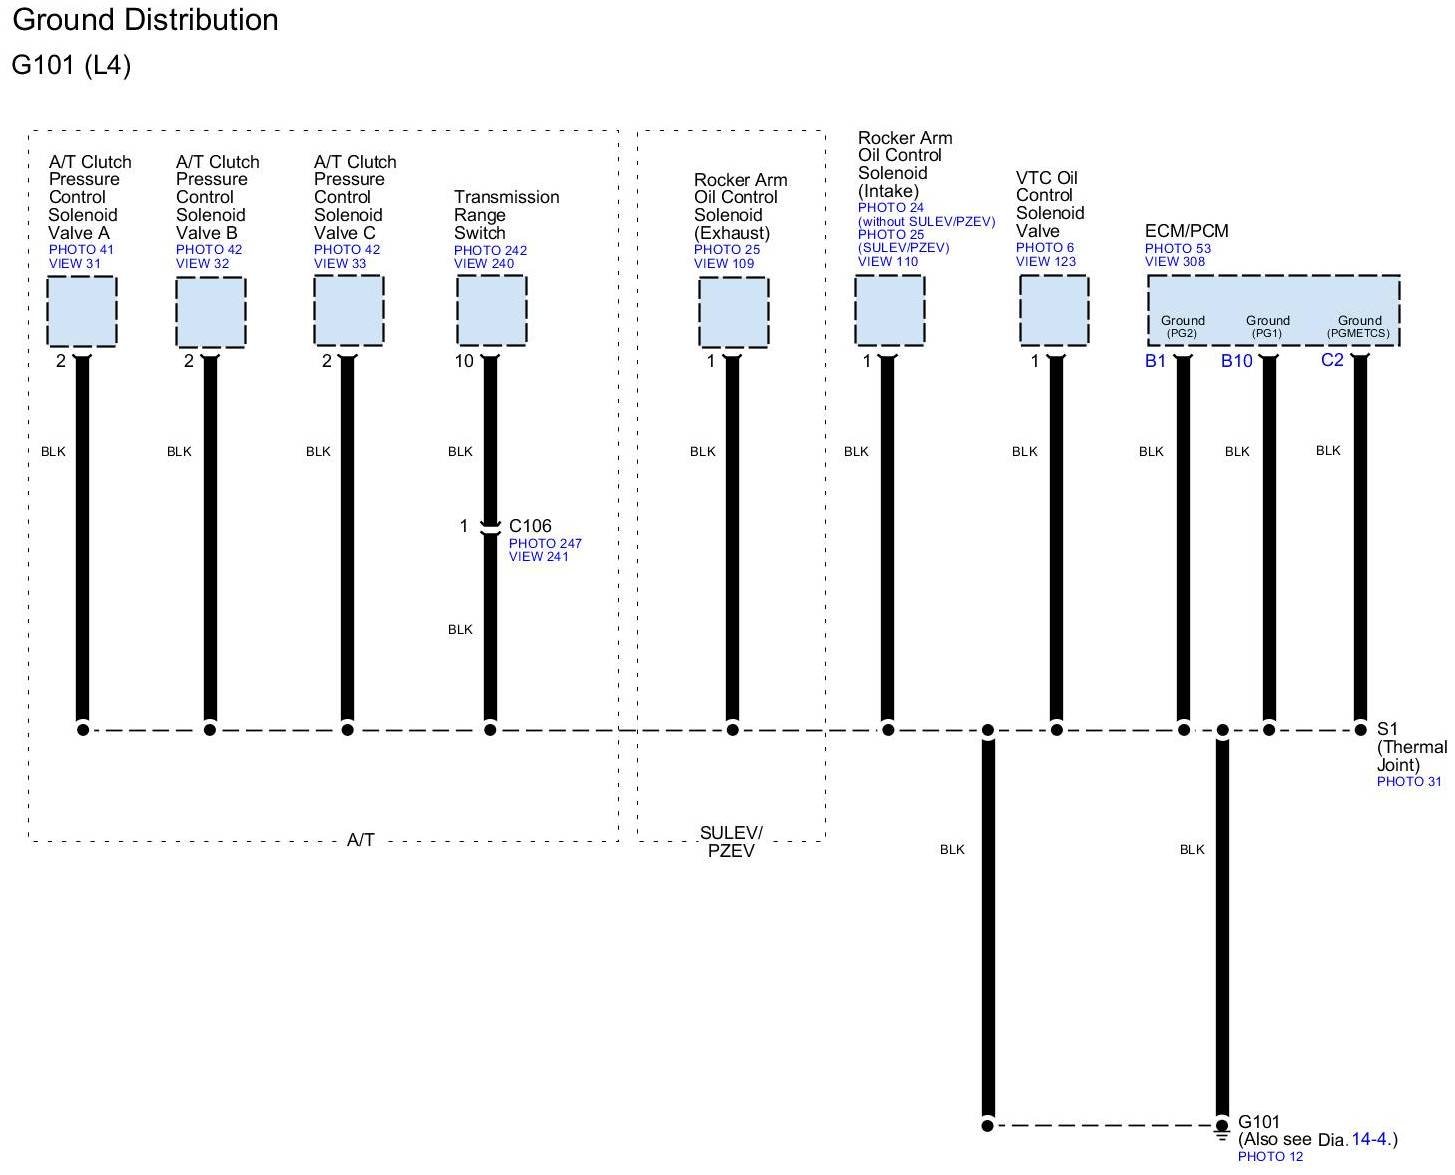 Ground Distribution
G101 (L4)
A/T Clutch
Pressure
Control
Solenoid
Valve A
PHOTO 41
VIEW 31
A/T Clutch
Pressure
Control
Solenoid
Valve B
PHOTO 42
VIEW 32
A/T Clutch
Pressure
Control
Solenoid
Valve C
PHOTO 42
VIEW 33
Transmission
Range
Switch
PHOTO 242
VIEW 240
Rocker Arm
Oil Control
Solenoid
(Exhaust)
PHOTO 25
VIEW 109
Rocker Arm
Oil Control
Solenoid
(Intake)
PHOTO 24
(without SULEV/PZEV)
PHOTO 25
(SULEV/PZEV)
VIEW 110
VTC Oil
Control
Solenoid
Valve
PHOTO 6
VIEW 123
ECM/PCM
PHOTO 53
VIEW 308
Ground
(PG2)
Ground
(PG1)
Ground
(PGMETCS)
2
2
2
10
1
1
1
B1
B10
C2
BLK
BLK
BLK
BLK
BLK
BLK
BLK
BLK
BLK
BLK
1
C106
PHOTO 247
VIEW 241
BLK
S1
(Thermal
Joint)
PHOTO 31
A/T
SULEV/
PZEV
BLK
BLK
G101
(Also see Dia. 14-4.)
PHOTO 12